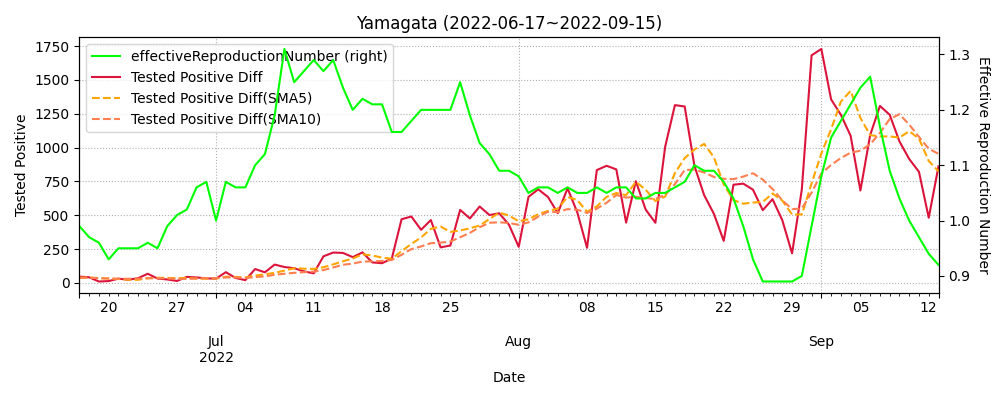 Yamagata (2022-06-17~2022-09-15)
effectiveReproductionNumber (right)
Tested Positive Diff
Tested Positive Diff(SMA5)
Tested Positive Diff(SMA10)
Tested Positive
1750
1500
1250
1000
750
500
250
0
1.3
1.2
1.1
1.0
0.9
Effective Reproduction Number
20 27 04 11 18 25 08 15 22 29 05 12
Jul Aug Sep
2022
Date